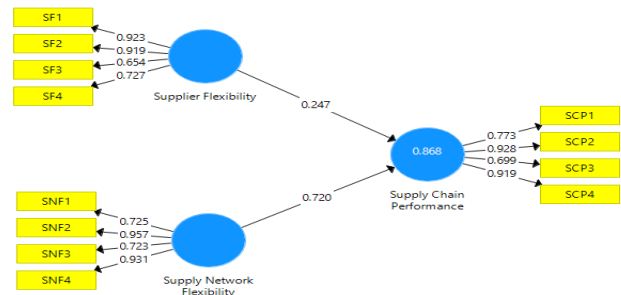 SF1
SF2
SF3
SF4
0.923
0.919
0.654
0.727
Supplier Flexibility
0.247
SNF1
SNF2
SNF3
SNF4
0.725
0.957
0.723
0.931
Supply Network
Flexibility
0.720
0.868
Supply Chain
Performance
0.773
0.928
0.699
0.919
SCP1
SCP2
SCP3
SCP4